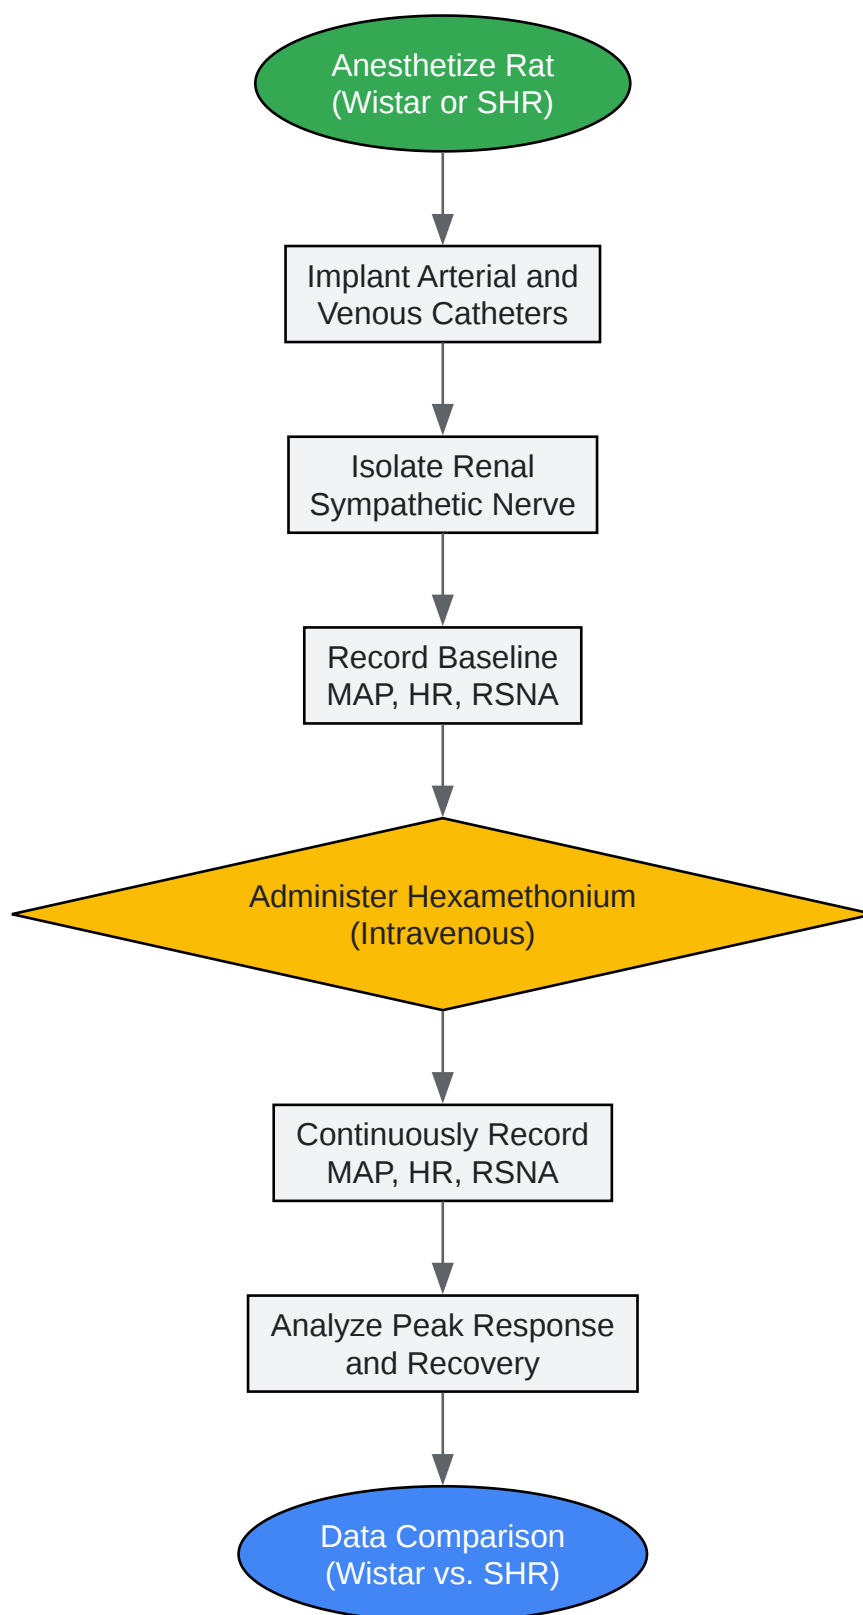 Anesthetize Rat
(Wistar or SHR)
Implant Arterial and
Venous Catheters
Isolate Renal
Sympathetic Nerve
Record Baseline
MAP, HR, RSNA
Administer Hexamethonium
(Intravenous)
Continuously Record
MAP, HR, RSNA
Analyze Peak Response
and Recovery
Data Comparison
(Wistar vs. SHR)